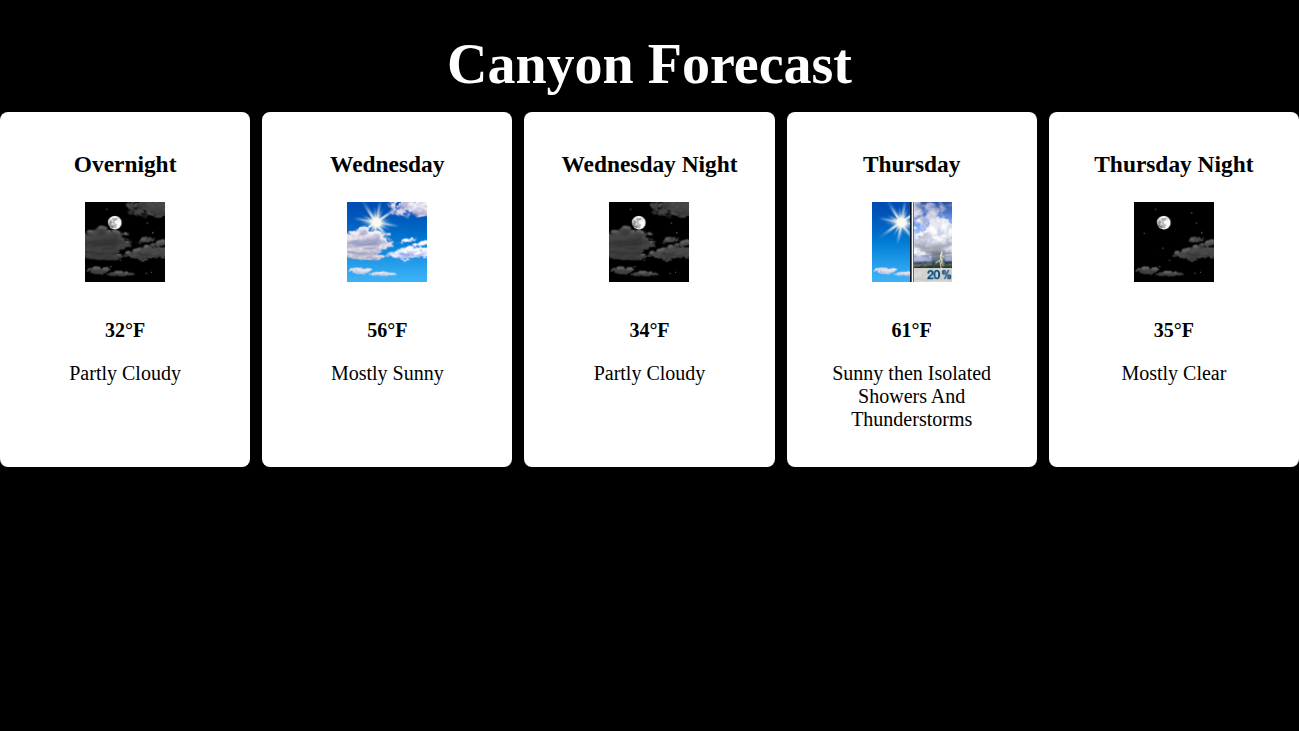 Canyon Forecast
Overnight
32°F
Partly Cloudy
Wednesday
56°F
Mostly Sunny
Wednesday Night
34°F
Partly Cloudy
Thursday
20%
61°F
Sunny then Isolated
Showers And
Thunderstorms
Thursday Night
35°F
Mostly Clear